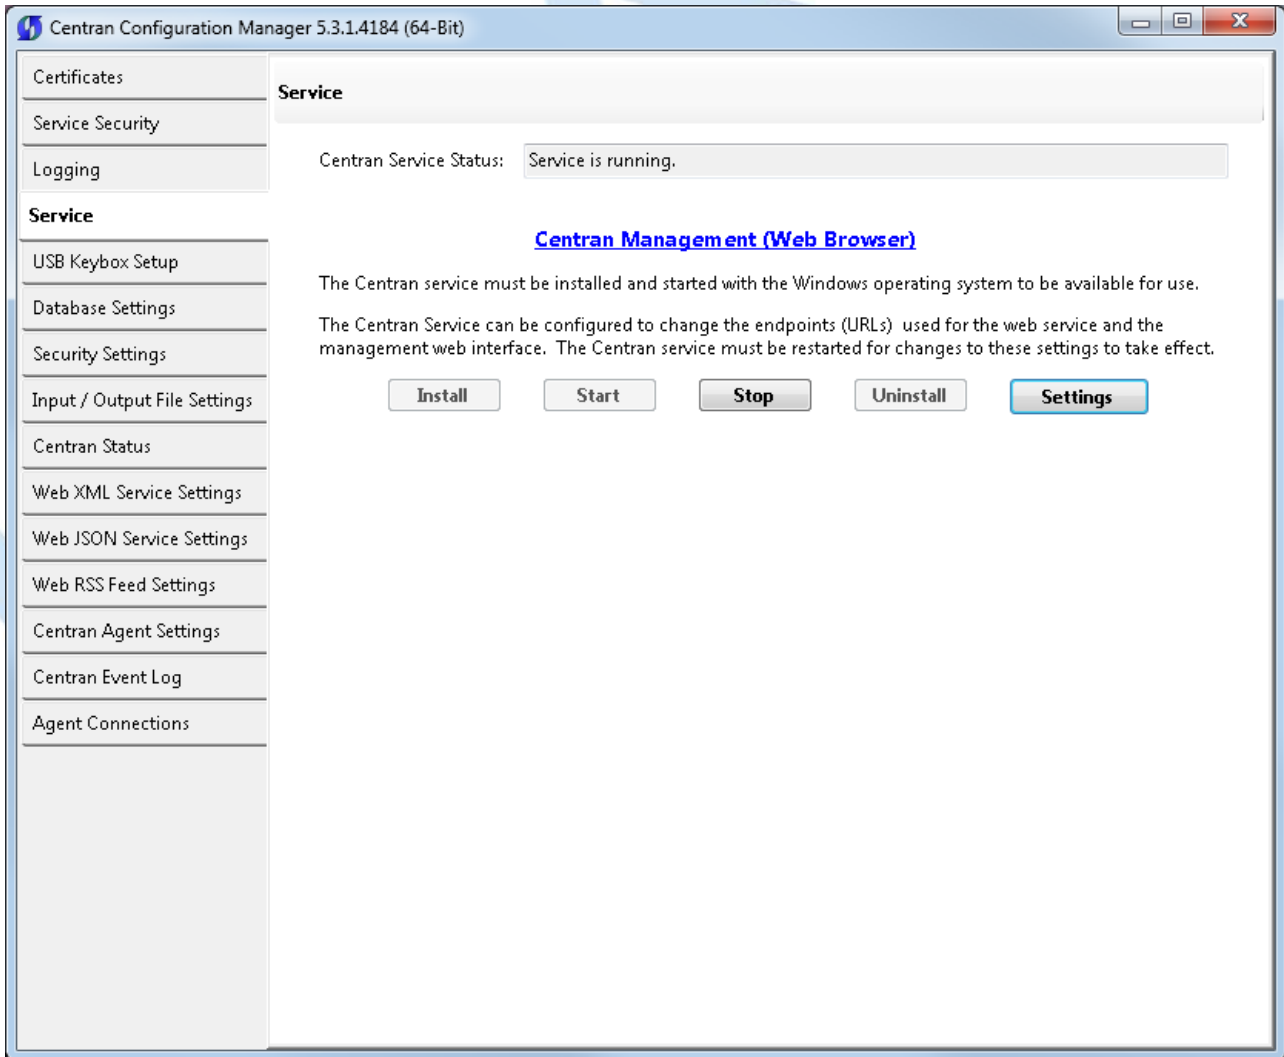 Centran Configuration Manager 5.3.1.4184 (64-Bit)
Certificates
Service Security
Logging
Service
USB Keybox Setup
Database Settings
Security Settings
Input / Output File Settings
Centran Status
Web XML Service Settings
Web JSON Service Settings
Web RSS Feed Settings
Centran Agent Settings
Centran Event Log
Agent Connections
Service
Centran Service Status: Service is running.
Centran Management (Web Browser)
The Centran service must be installed and started with the Windows operating system to be available for use.
The Centran Service can be configured to change the endpoints (URLs)  used for the web service and the
management web interface.  The Centran service must be restarted for changes to these settings to take effect.
Install Start Stop Uninstall Settings